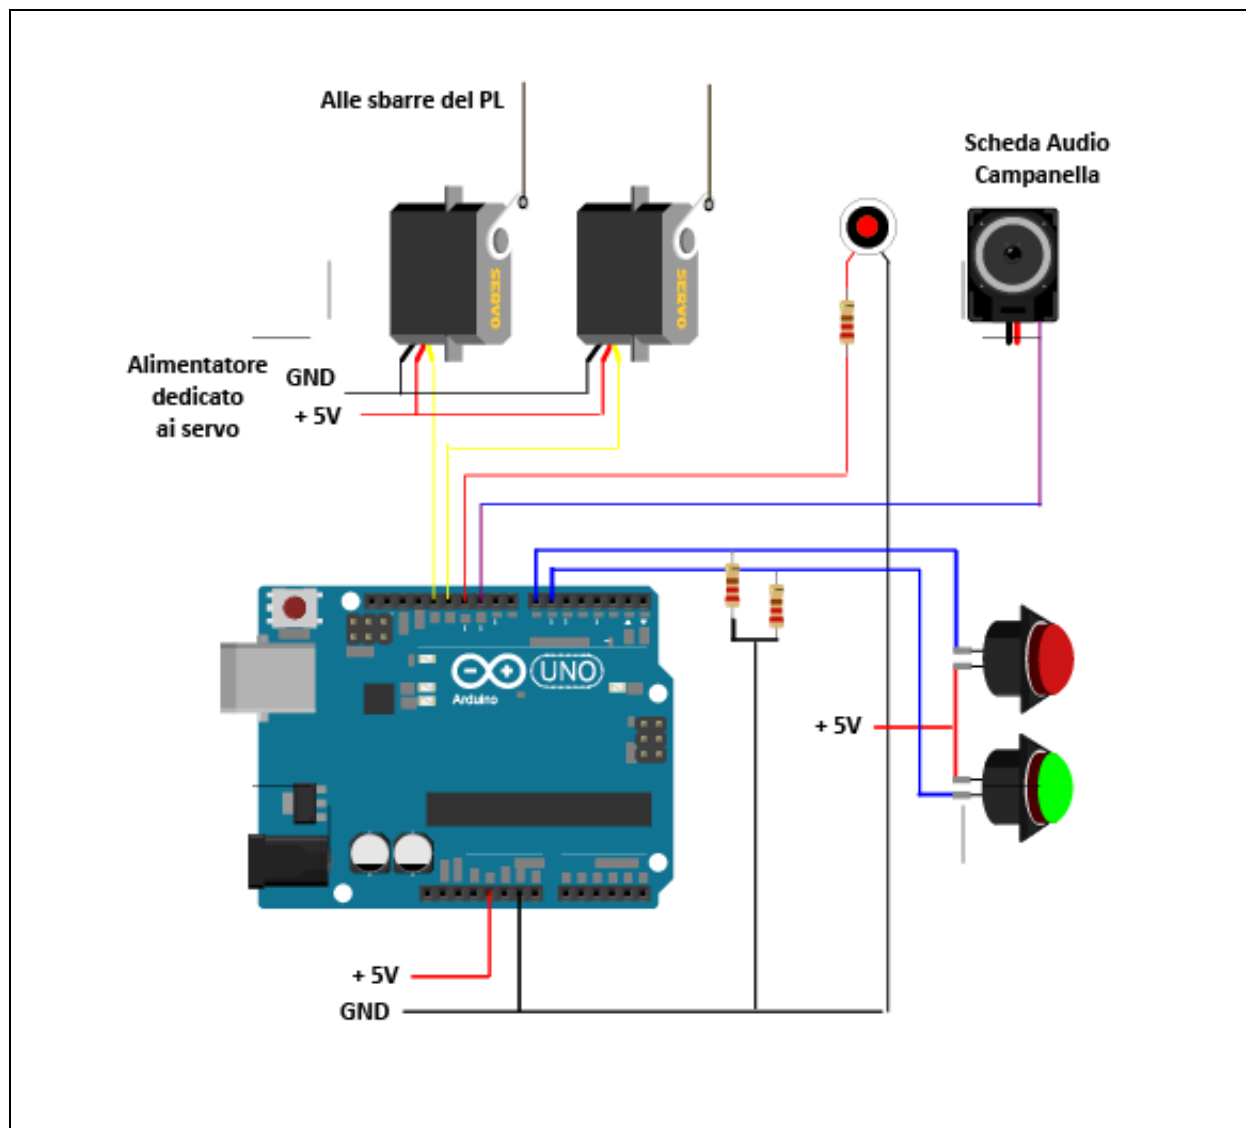 Alle sbarre del PL
Scheda Audio
Campanella
SERVO
SERVO
Alimentatore
dedicato
ai servo
GND
+ 5V
UNO
Arduino
+ 5V
+ 5V
GND